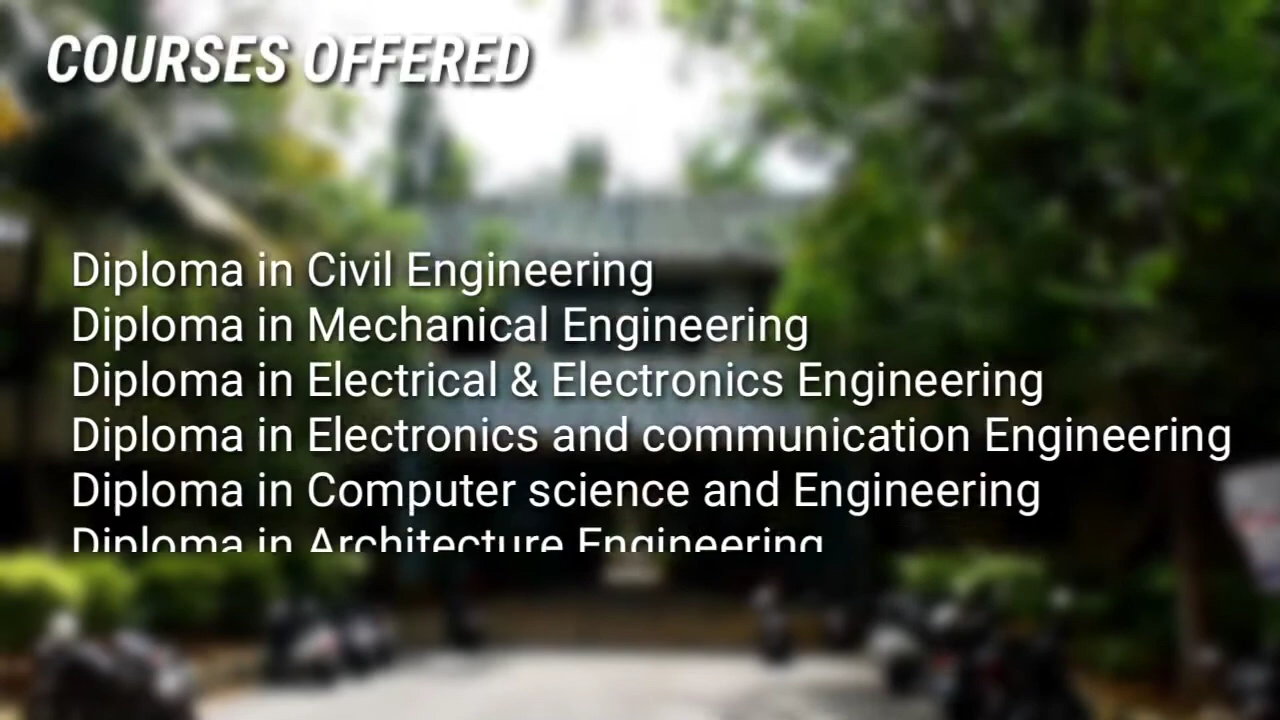 COURSES OFFERED
Diploma in Civil Engineering
Diploma in Mechanical Engineering
Diploma in Electrical & Electronics Engineering
Diploma in Electronics and communication Engineering
Diploma in Computer science and Engineering
Diploma in Architecture Engineering